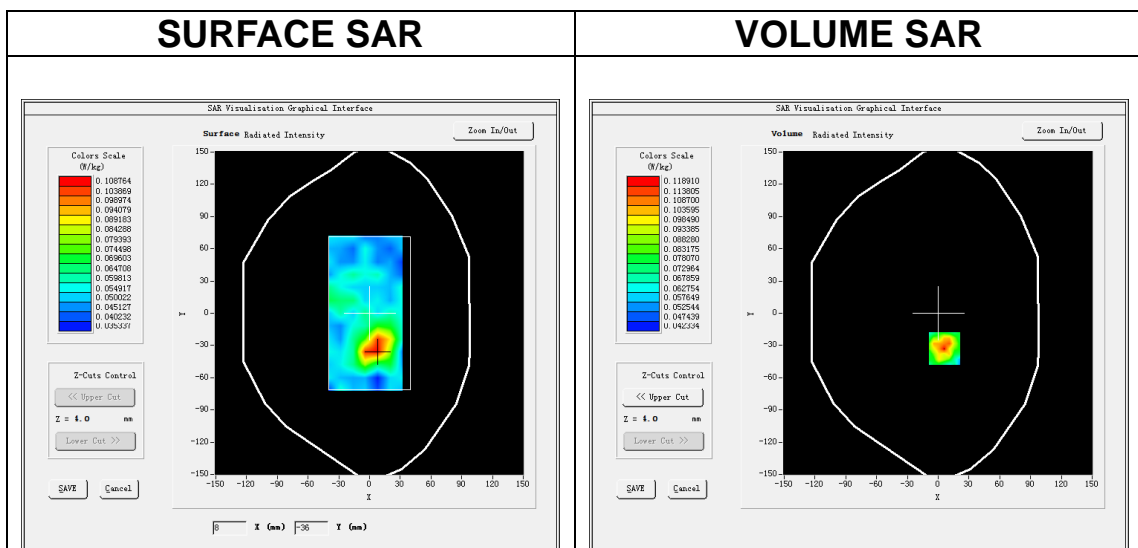 SURFACE SAR
VOLUME SAR
SAR Visualisation Graphical Interface
Surface Radiated Intensity
Zoom In/Out
Colors Scale
(W/kg)
0.108764
0.103869
0.098974
0.094079
0.089183
0.084288
0.079393
0.074498
0.069603
0.064708
0.059813
0.054917
0.050022
0.045127
0.040232
0.035337
Z-Cuts Control
<< Upper Cut
Z = 4.0 mm
Lower Cut >>
SAVE
Cancel
150
120
90
60
30
0
-30
-60
-90
-120
-150
Y
-150 -120 -90 -60 -30 0 30 60 90 120 150
X
8 X (mm) -36 Y (mm)
SAR Visualisation Graphical Interface
Volume Radiated Intensity
Zoom In/Out
Colors Scale
(W/kg)
0.118910
0.113805
0.108700
0.103595
0.098490
0.093385
0.088280
0.083175
0.078070
0.072964
0.067859
0.062754
0.057649
0.052544
0.047439
0.042334
Z-Cuts Control
<< Upper Cut
Z = 4.0 mm
Lower Cut >>
SAVE
Cancel
150
120
90
60
30
0
-30
-60
-90
-120
-150
Y
-150 -120 -90 -60 -30 0 30 60 90 120 150
X